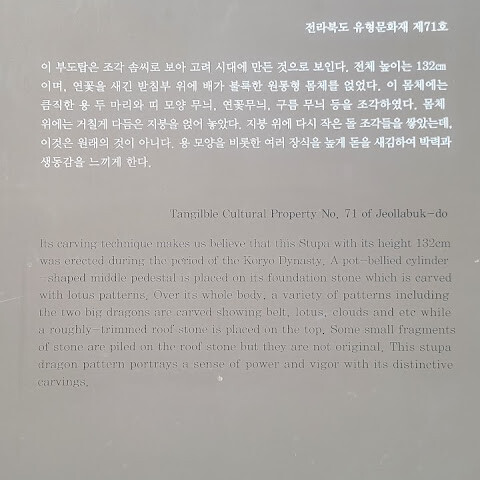 전라북도 유형문화재 제71호
이 부도탑은 조각 솜씨로 보아 고려 시대에 만든 것으로 보인다. 전체 높이는 132㎝
이며, 연꽃을 새긴 받침부 위에 배가 볼록한 원통형 몸체를 얹었다. 이 몸체에는
큼직한 용 두 마리와 띠 모양 무늬, 연꽃무늬, 구름 무늬 등을 조각하였다. 몸체
위에는 거칠게 다듬은 지붕을 얹어 놓았다. 지붕 위에 다시 작은 돌 조각들을 쌓았는데,
이것은 원래의 것이 아니다. 용 모양을 비롯한 여러 장식을 높게 돋을 새김하여 박력과
생동감을 느끼게 한다.
Tangilble Cultural Property No. 71 of Jeollabuk-do
Its carving technique makes us believe that this Stupa with its height 132cm
was erected during the period of the Koryo Dynasty. A pot-bellied cylinder
-shaped middle pedestal is placed on its foundation stone which is carved
with lotus patterns. Over its whole body, a variety of patterns including
the two big dragons are carved showing belt, lotus, clouds and etc while
a roughly-trimmed roof stone is placed on the top. Some small fragments
of stone are piled on the roof stone but they are not original. This stupa
dragon pattern portrays a sense of power and vigor with its distinctive
carvings.